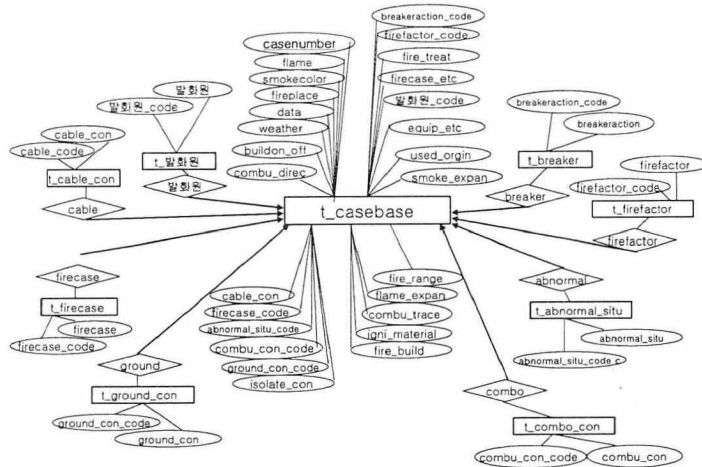 casenumber
flame
smokecolor
fireplace
data
weather
buildon_off
combu_direc
breakeraction_code
firefactor_code
fire_treat
firecase_etc
발화원_code
equip_etc
used_orgin
smoke_expan
발화원
발화원_code
t_발화원
발화원
cable_con
cable_code
t_cable_con
cable
breakeraction_code
breakeraction
t_breaker
breaker
firefactor
firefactor_code
t_firefactor
firefactor
t_casebase
firecase
t_firecase
firecase
firecase_code
ground
t_ground_con
ground_con_code
ground_con
cable_con
firecase_code
abnormal_situ_code
combu_con_code
ground_con_code
isolate_con
fire_range
flame_expan
combu_trace
igni_material
fire_build
abnormal
t_abnormal_situ
abnormal_situ
abnormal_situ_code_c
combo
t_combo_con
combu_con_code
combu_con